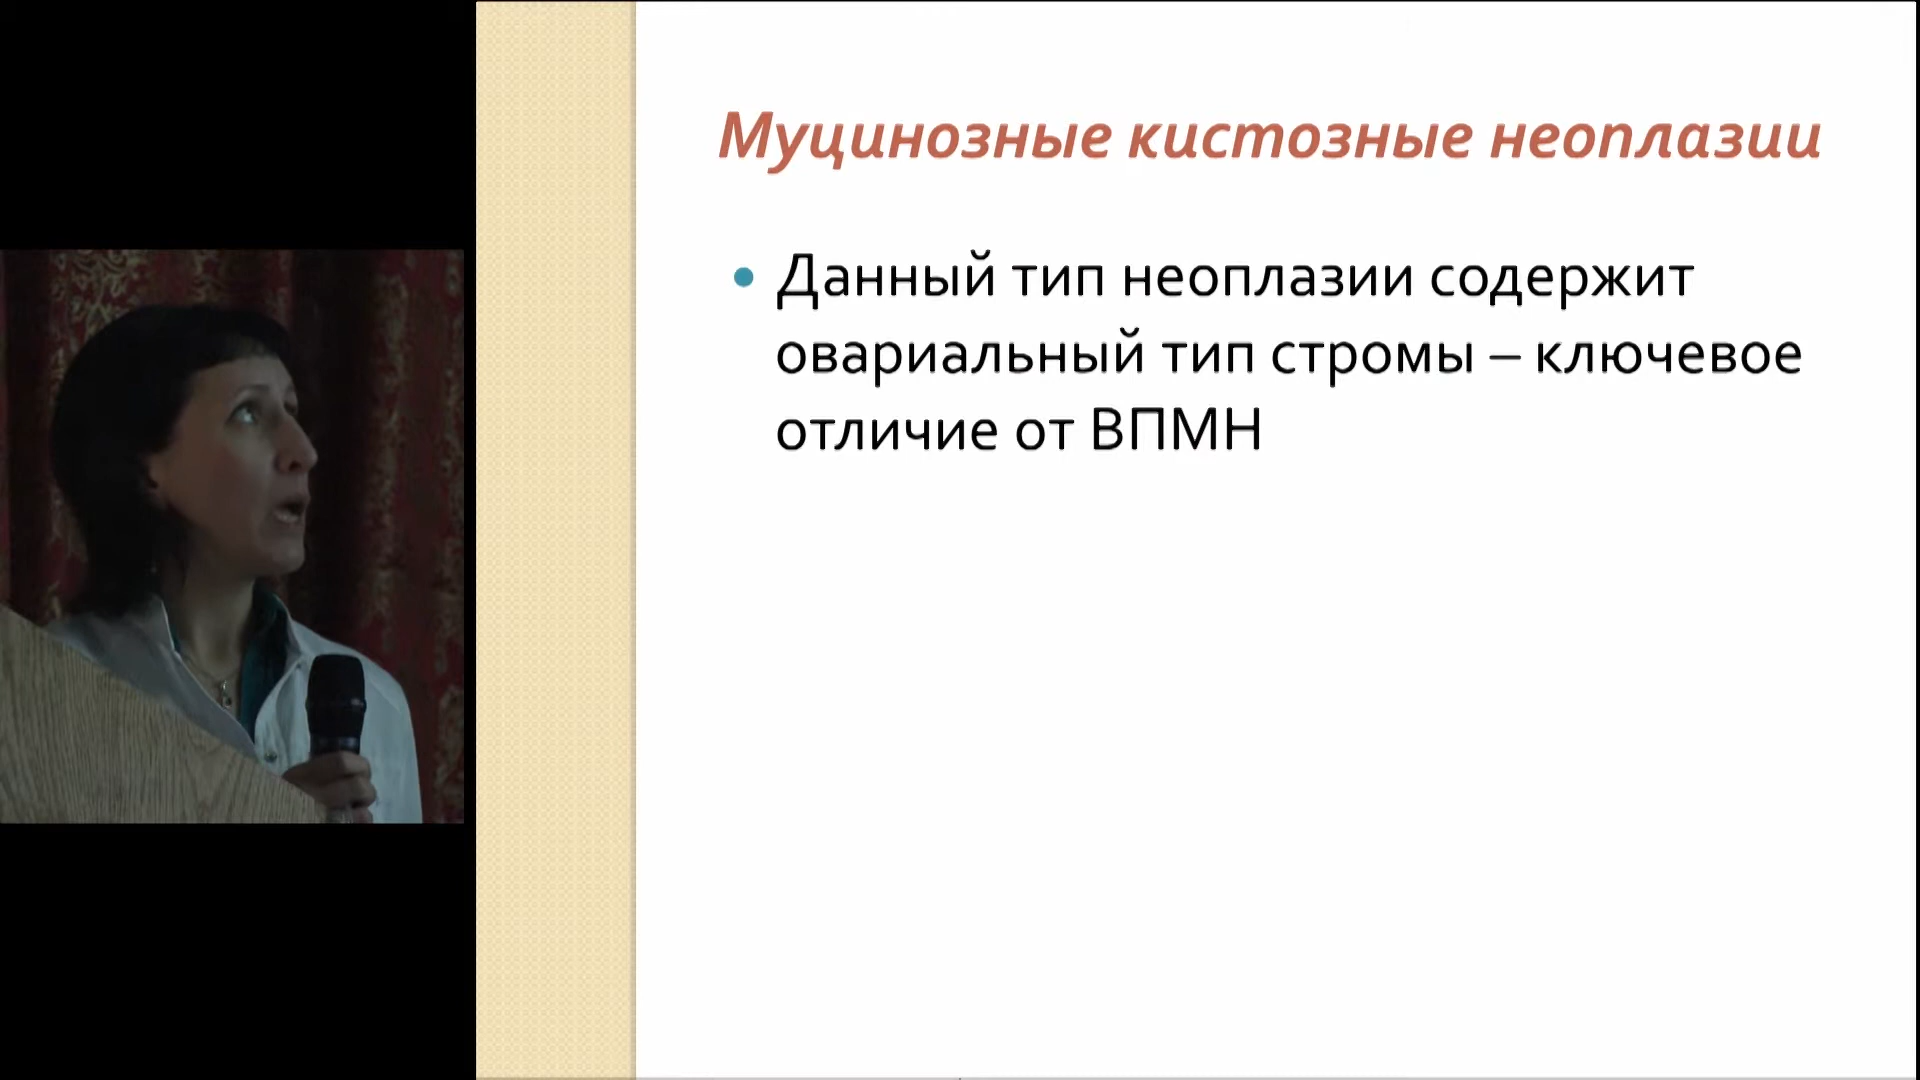 Муцинозные кистозные неоплазии
• Данный тип неоплазии содержит
овариальный тип стромы – ключевое
отличие от ВПМН